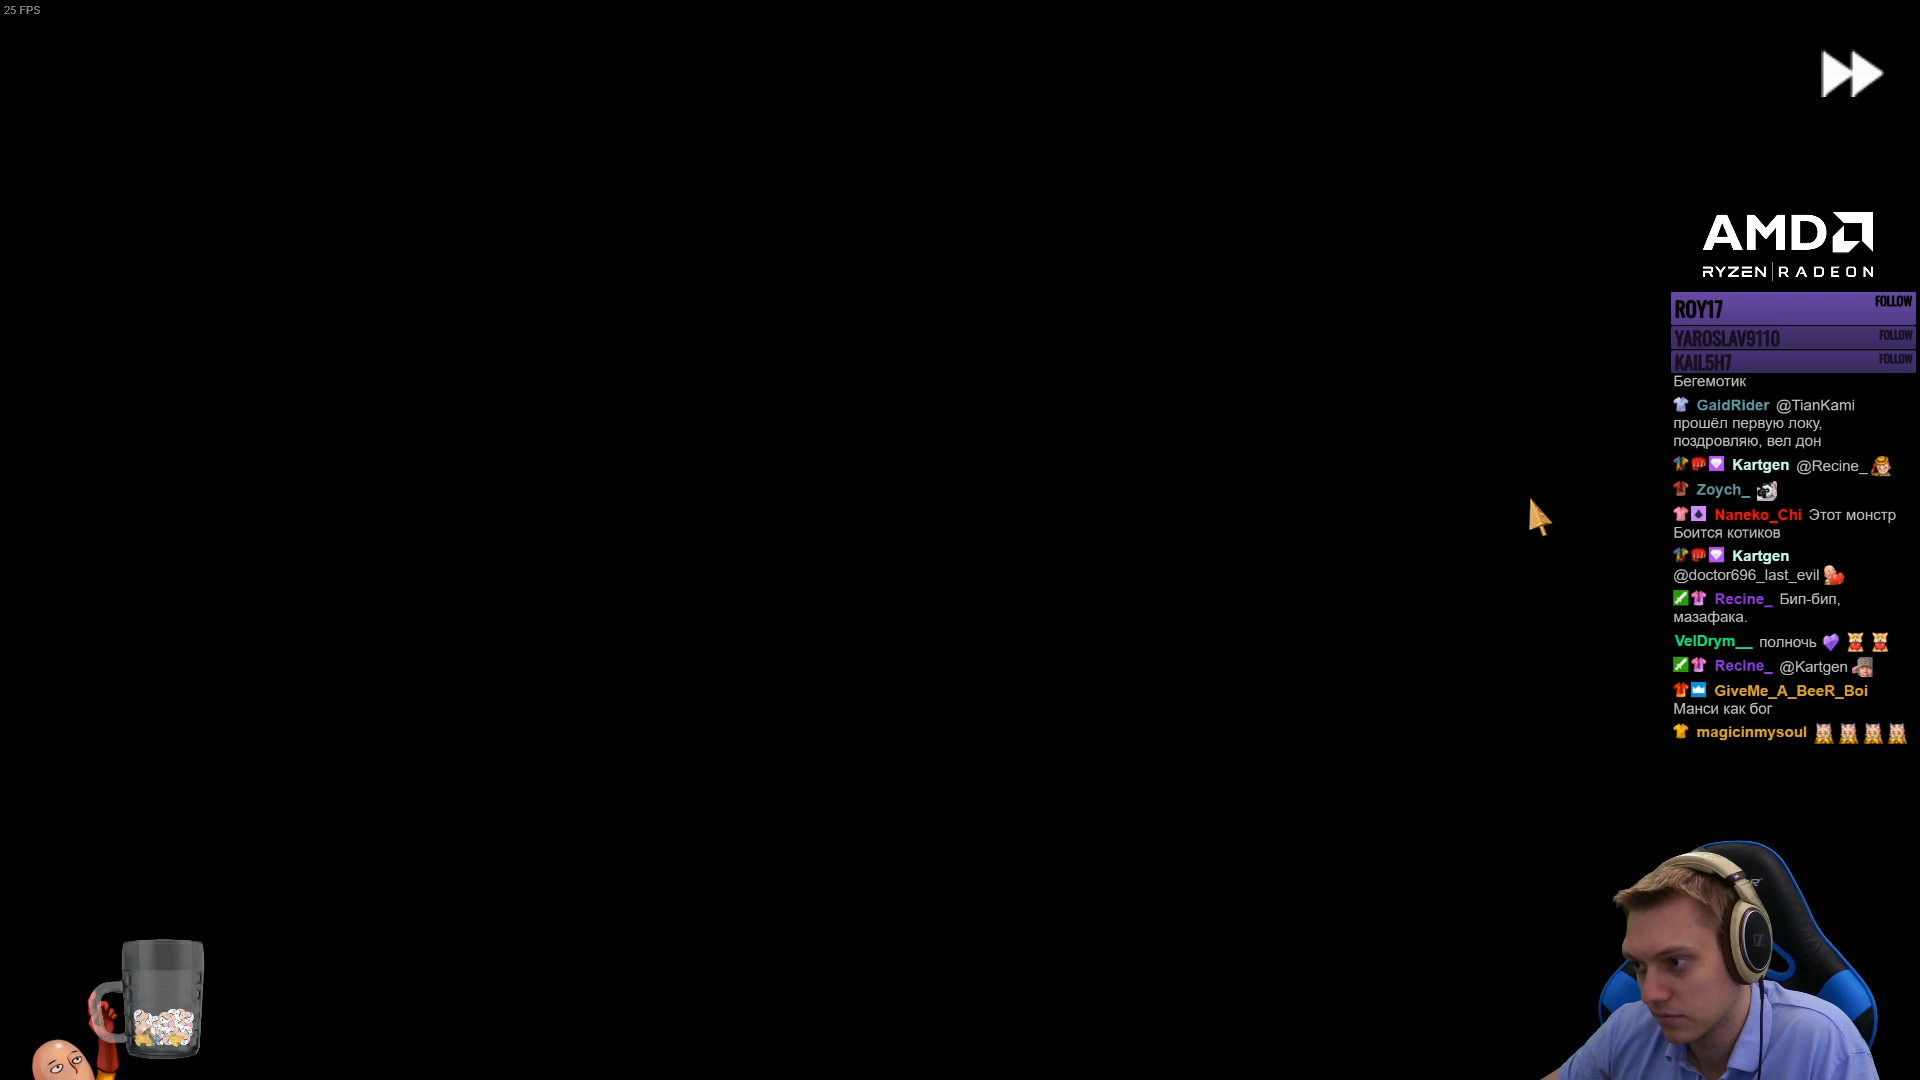 25 FPS
AMD
RYZEN RADEON
ROY17 FOLLOW
YAROSLAV9110 FOLLOW
KAIL5H7 FOLLOW
Бегемотик
GaidRider @TianKami
прошёл первую локу,
поздровляю, вел дон
Kartgen @Recine_
Zoych_
Naneko_Chi Этот монстр
Боится котиков
Kartgen
@doctor696_last_evil
Recine_ Бип-бип,
мазафака.
VelDrym__ полночь
Recine_ @Kartgen
GiveMe_A_BeeR_Boi
Манси как бог
magicinmysoul